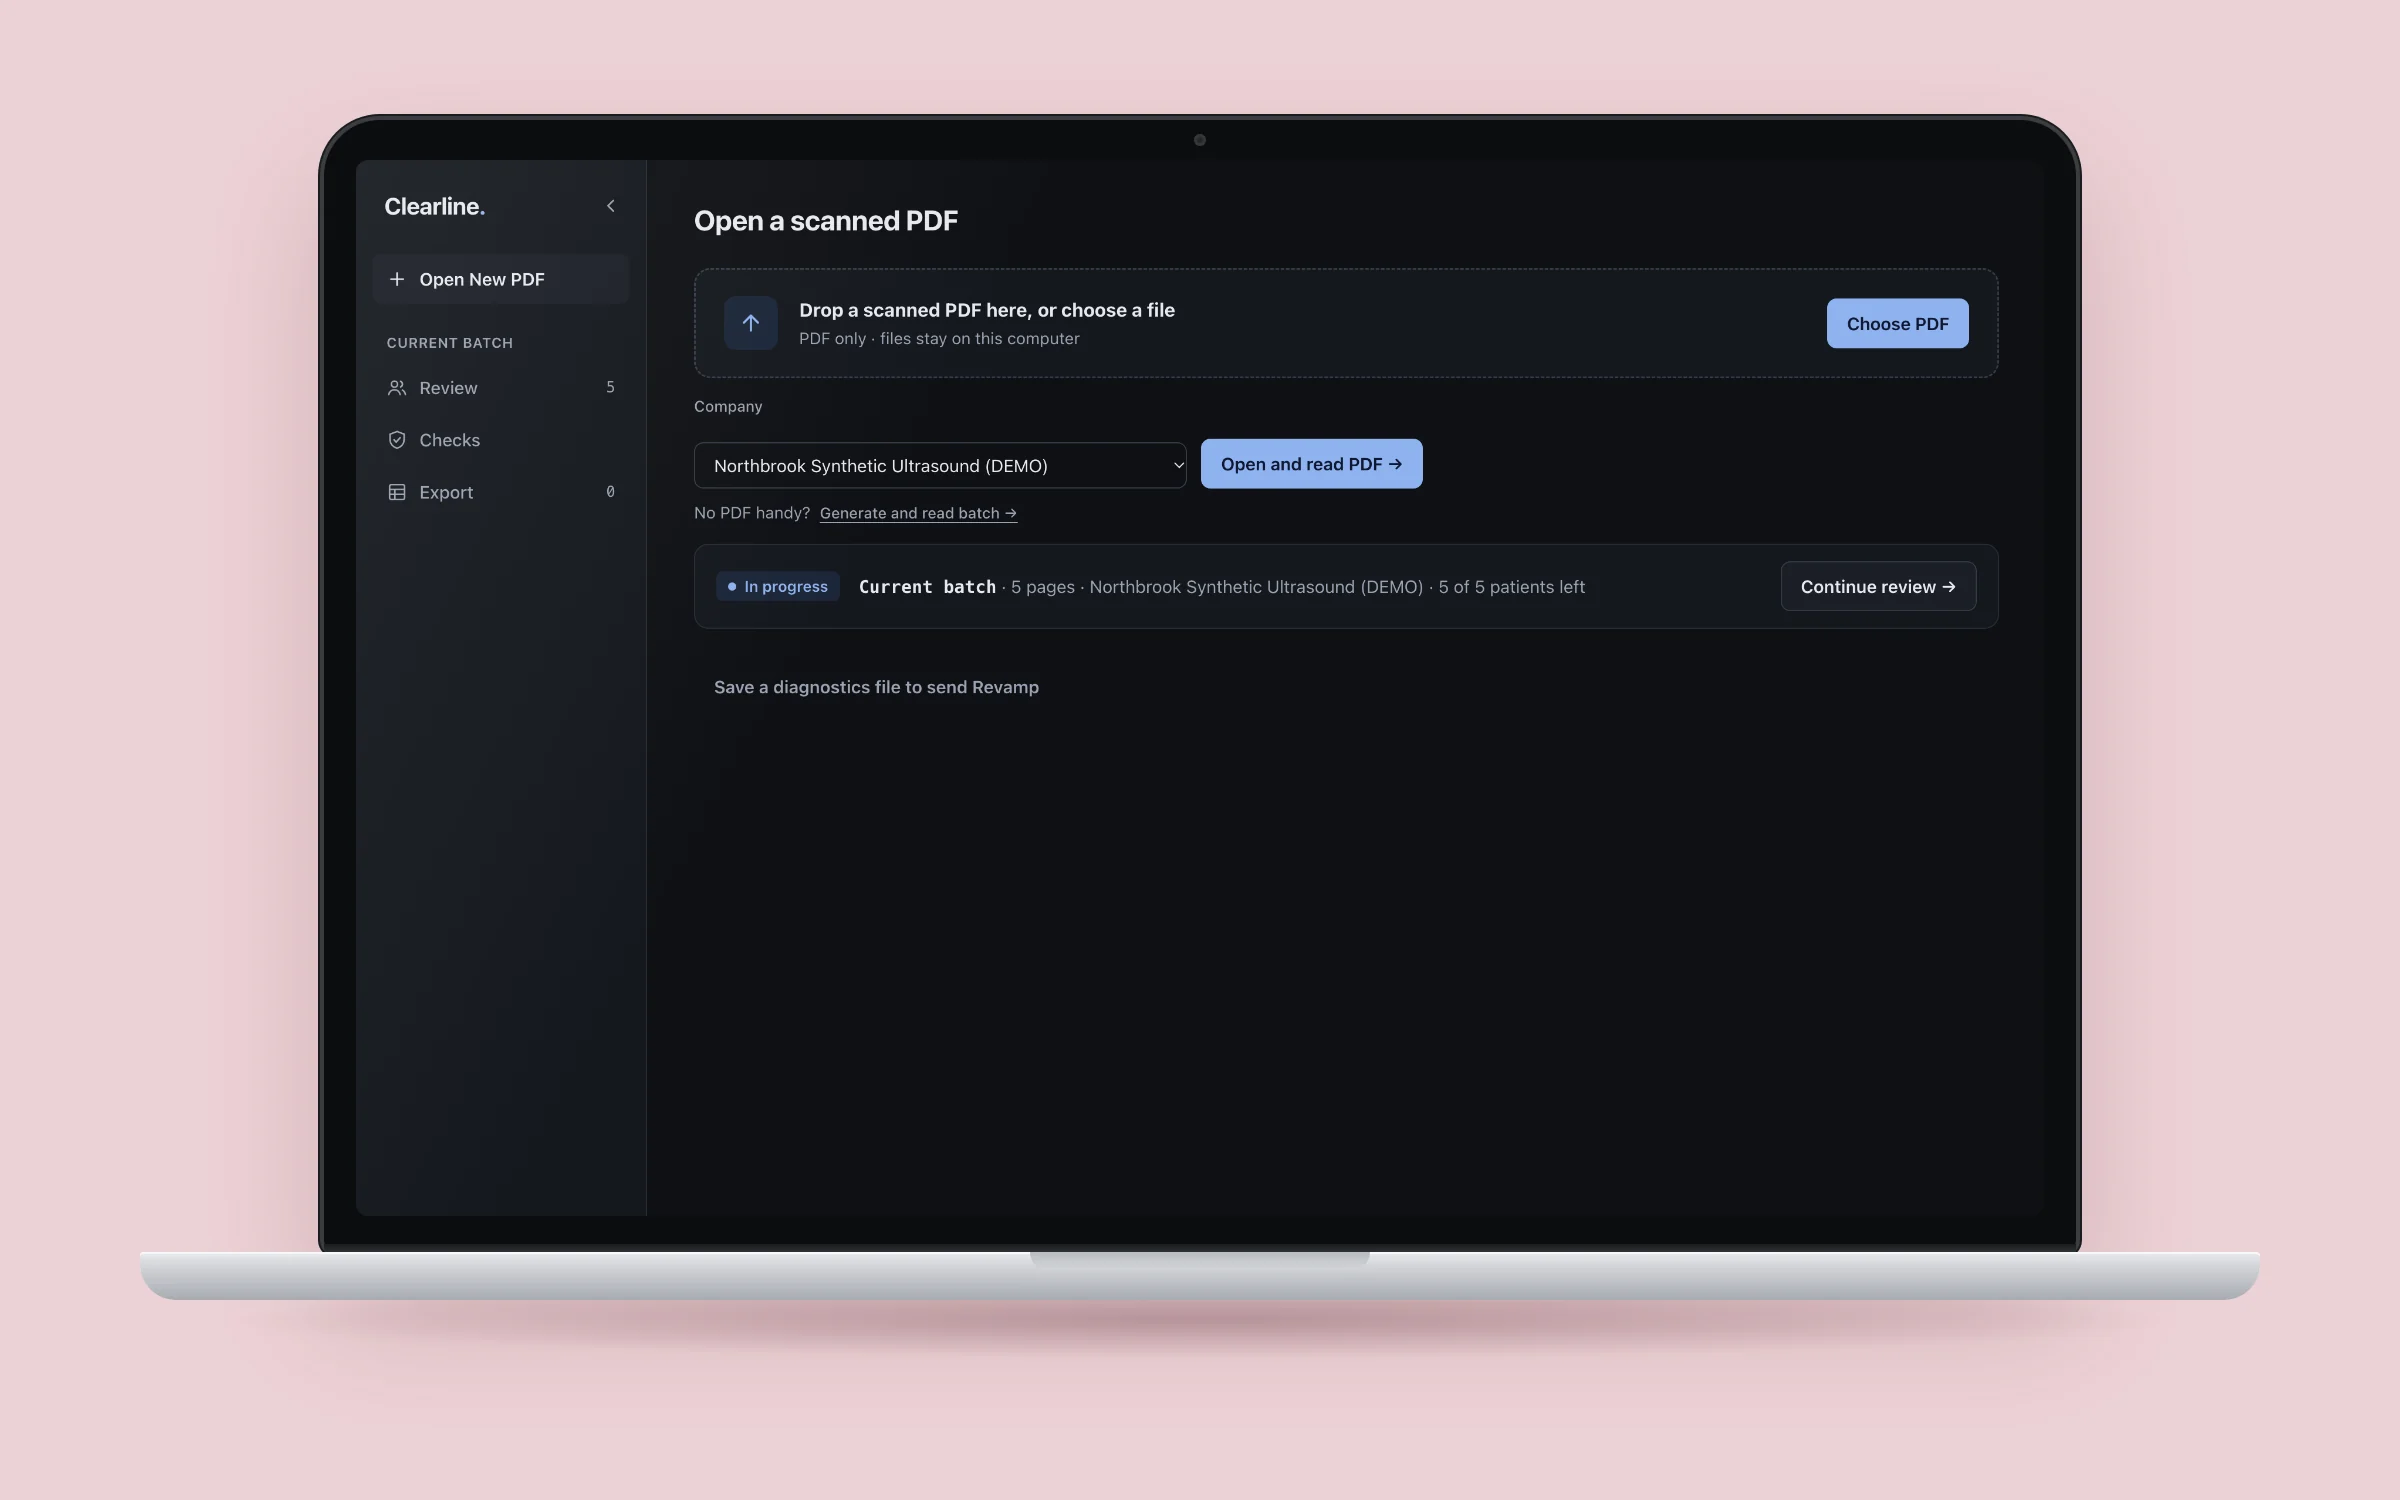 Clearline.
Open New PDF
CURRENT BATCH
Review 5
Checks
Export 0
Open a scanned PDF
Drop a scanned PDF here, or choose a file
PDF only · files stay on this computer
Choose PDF
Company
Northbrook Synthetic Ultrasound (DEMO)
Open and read PDF →
No PDF handy? Generate and read batch →
In progress Current batch · 5 pages · Northbrook Synthetic Ultrasound (DEMO) · 5 of 5 patients left
Continue review →
Save a diagnostics file to send Revamp